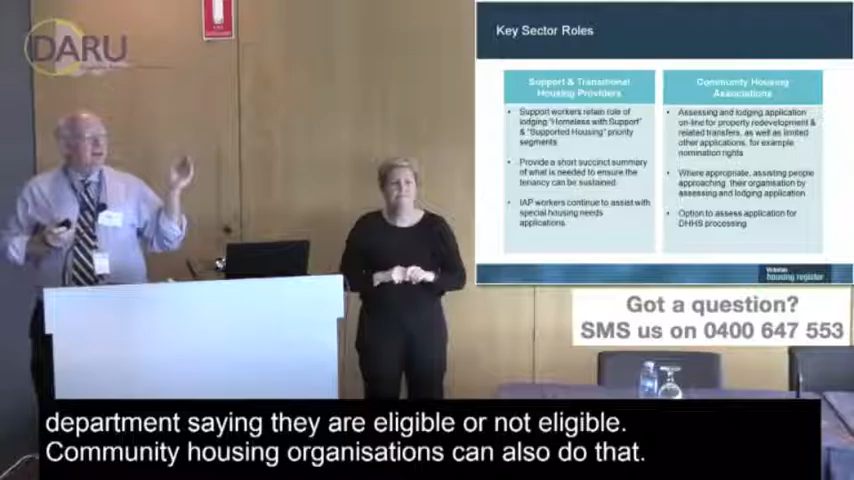 DARU
Key Sector Roles
Support & Transitional
Housing Providers
• Support workers retain role of
lodging "Homeless with Support"
& "Supported Housing" priority
segments
• Provide a short succinct summary
of what is needed to ensure the
tenancy can be sustained.
• IAP workers continue to assist with
special housing needs
applications.
Community Housing
Associations
• Assessing and lodging application
on-line for property redevelopment &
related transfers, as well as limited
other applications, for example
nomination rights
• Where appropriate, assisting people
approaching their organisation by
assessing and lodging application
• Option to assess application for
DHHS processing
Victorian
housing register
Got a question?
SMS us on 0400 647 553
department saying they are eligible or not eligible.
Community housing organisations can also do that.